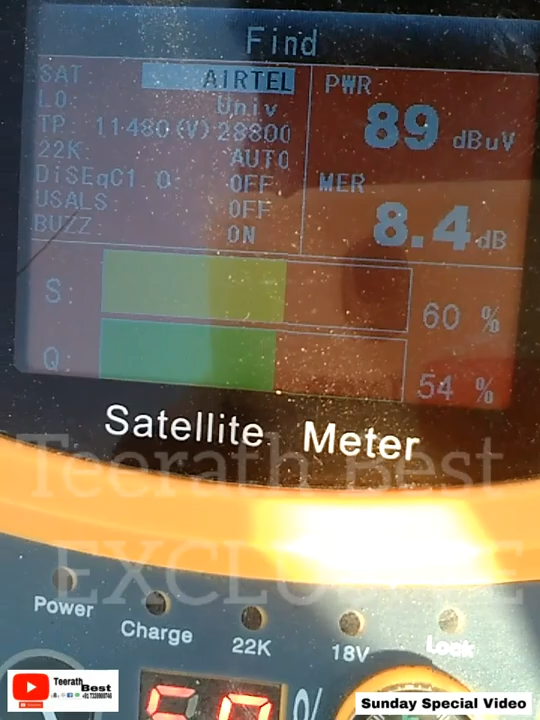 Find
SAT: AIRTEL
LO: Univ
TP: 11480(V)28800
22K: AUTO
DiSEqC1 0: OFF
USALS: OFF
BUZZ: ON
PWR:
89 dBuV
MER
8.4 dB
S: 60 %
Q: 54 %
Satellite Meter
Teerath Best
EXCLUSIVE
Power
Charge
22K
18V
Lock
%
Teerath
Best
Sunday Special Video